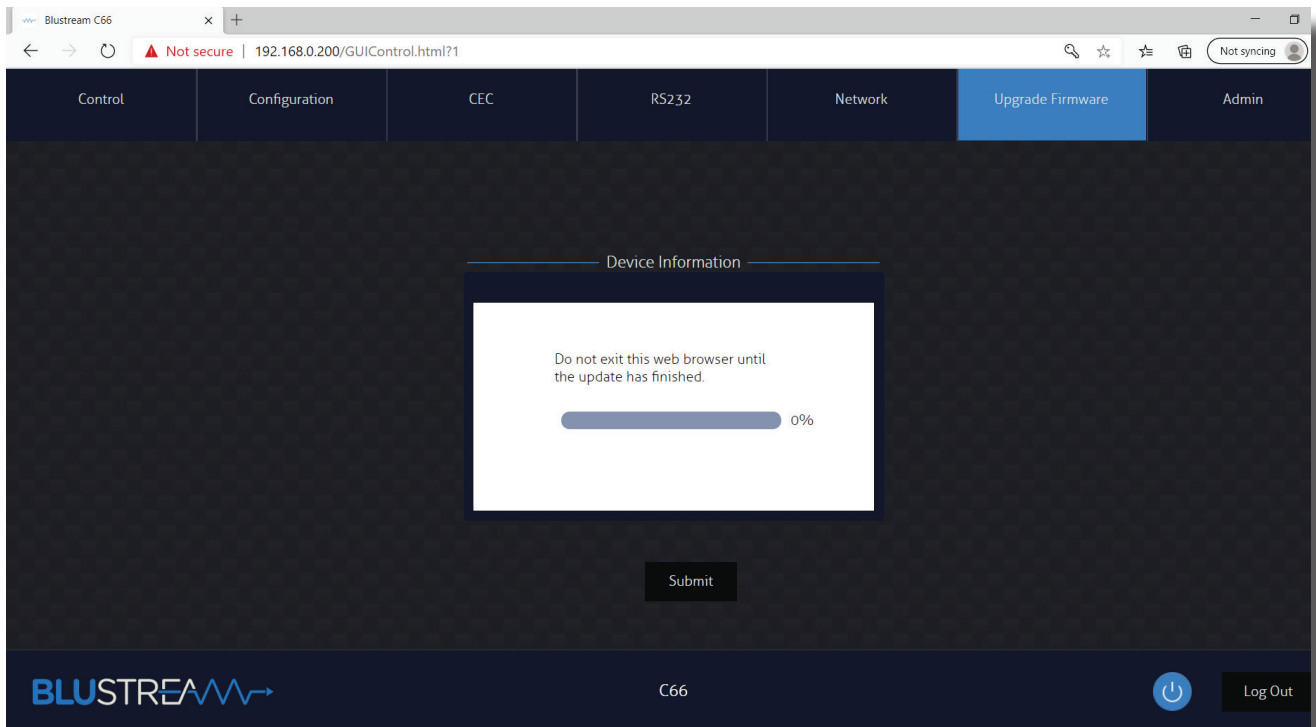 Blustream C66
Not secure | 192.168.0.200/GUIControl.html?1
Not syncing
Control
Configuration
CEC
RS232
Network
Upgrade Firmware
Admin
Device Information
Do not exit this web browser until
the update has finished.
0%
Submit
BLUSTREAM
C66
Log Out